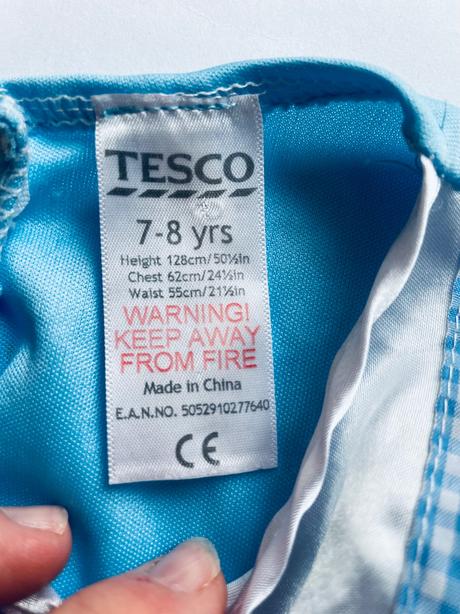 TESCO
7-8 yrs
Height 128cm/50½in
Chest 62cm/24½in
Waist 55cm/21½in
WARNING!
KEEP AWAY
FROM FIRE
Made in China
E.A.N.NO. 5052910277640
CE